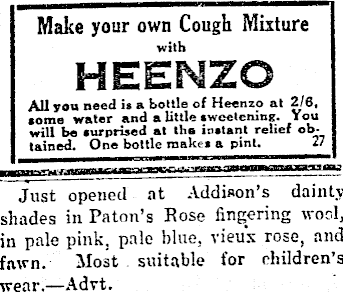 Make your own Cough Mixture
with
HEENZO
All you need is a bottle of Heenzo at 2/6,
some water and a little sweetening. You
will be surprised at the instant relief ob-
tained. One bottle makes a pint. 27
Just opened at Addison's dainty
shades in Paton's Rose fingering wool,
in pale pink, pale blue, vieux rose, and
fawn. Most suitable for children's
wear.—Advt.